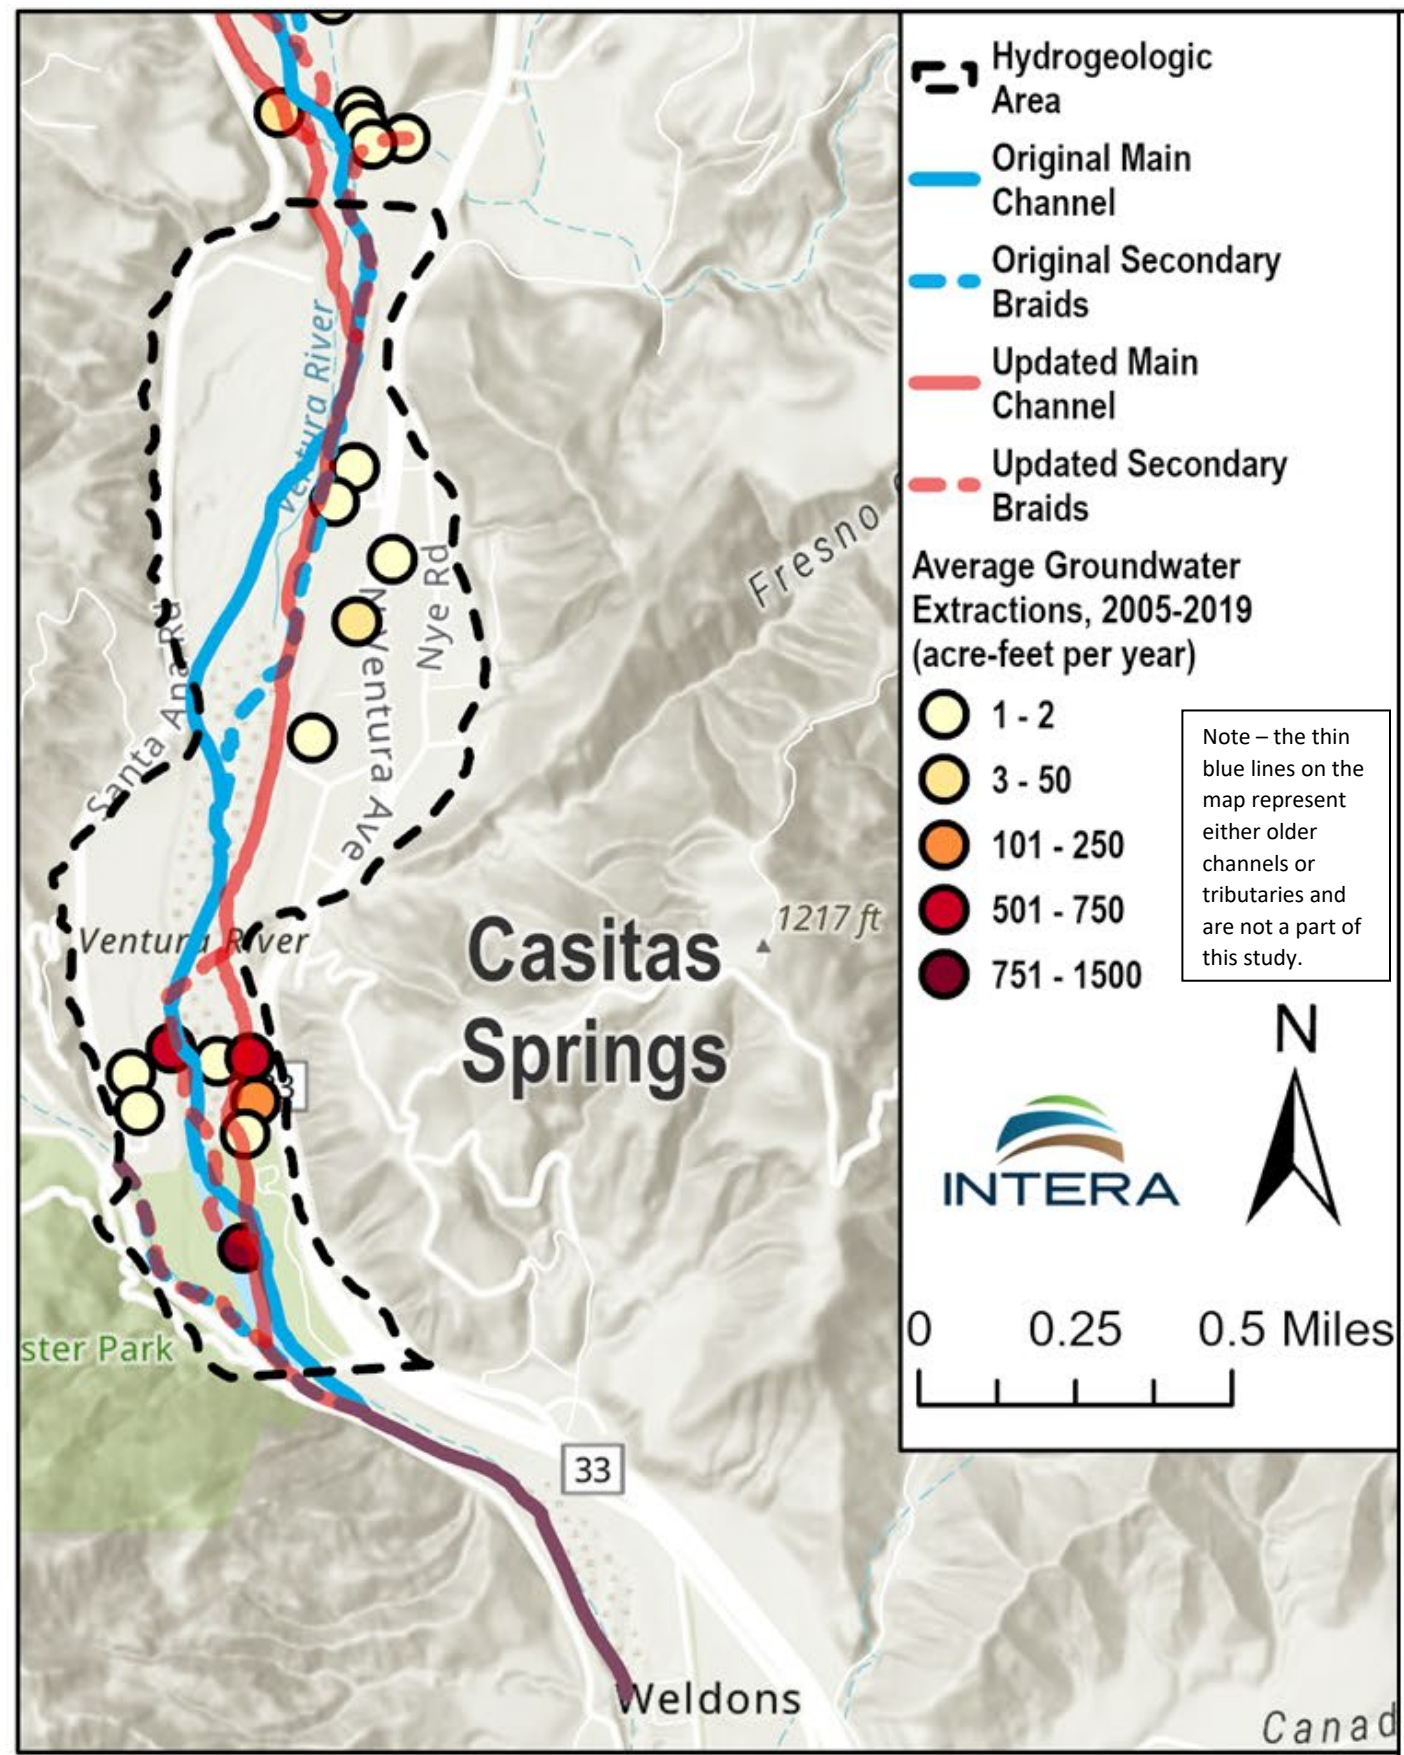 Hydrogeologic
Area
Original Main
Channel
Original Secondary
Braids
Updated Main
Channel
Updated Secondary
Braids
Average Groundwater
Extractions, 2005-2019
(acre-feet per year)
1 - 2
3 - 50
101 - 250
501 - 750
751 - 1500
Note – the thin
blue lines on the
map represent
either older
channels or
tributaries and
are not a part of
this study.
N
INTERA
0 0.25 0.5 Miles
Ventura River
Fresno
Nye Rd
N Ventura Ave
Santa Ana Rd
Ventura River
Casitas
Springs
1217 ft
33
ster Park
33
Weldons
Canad